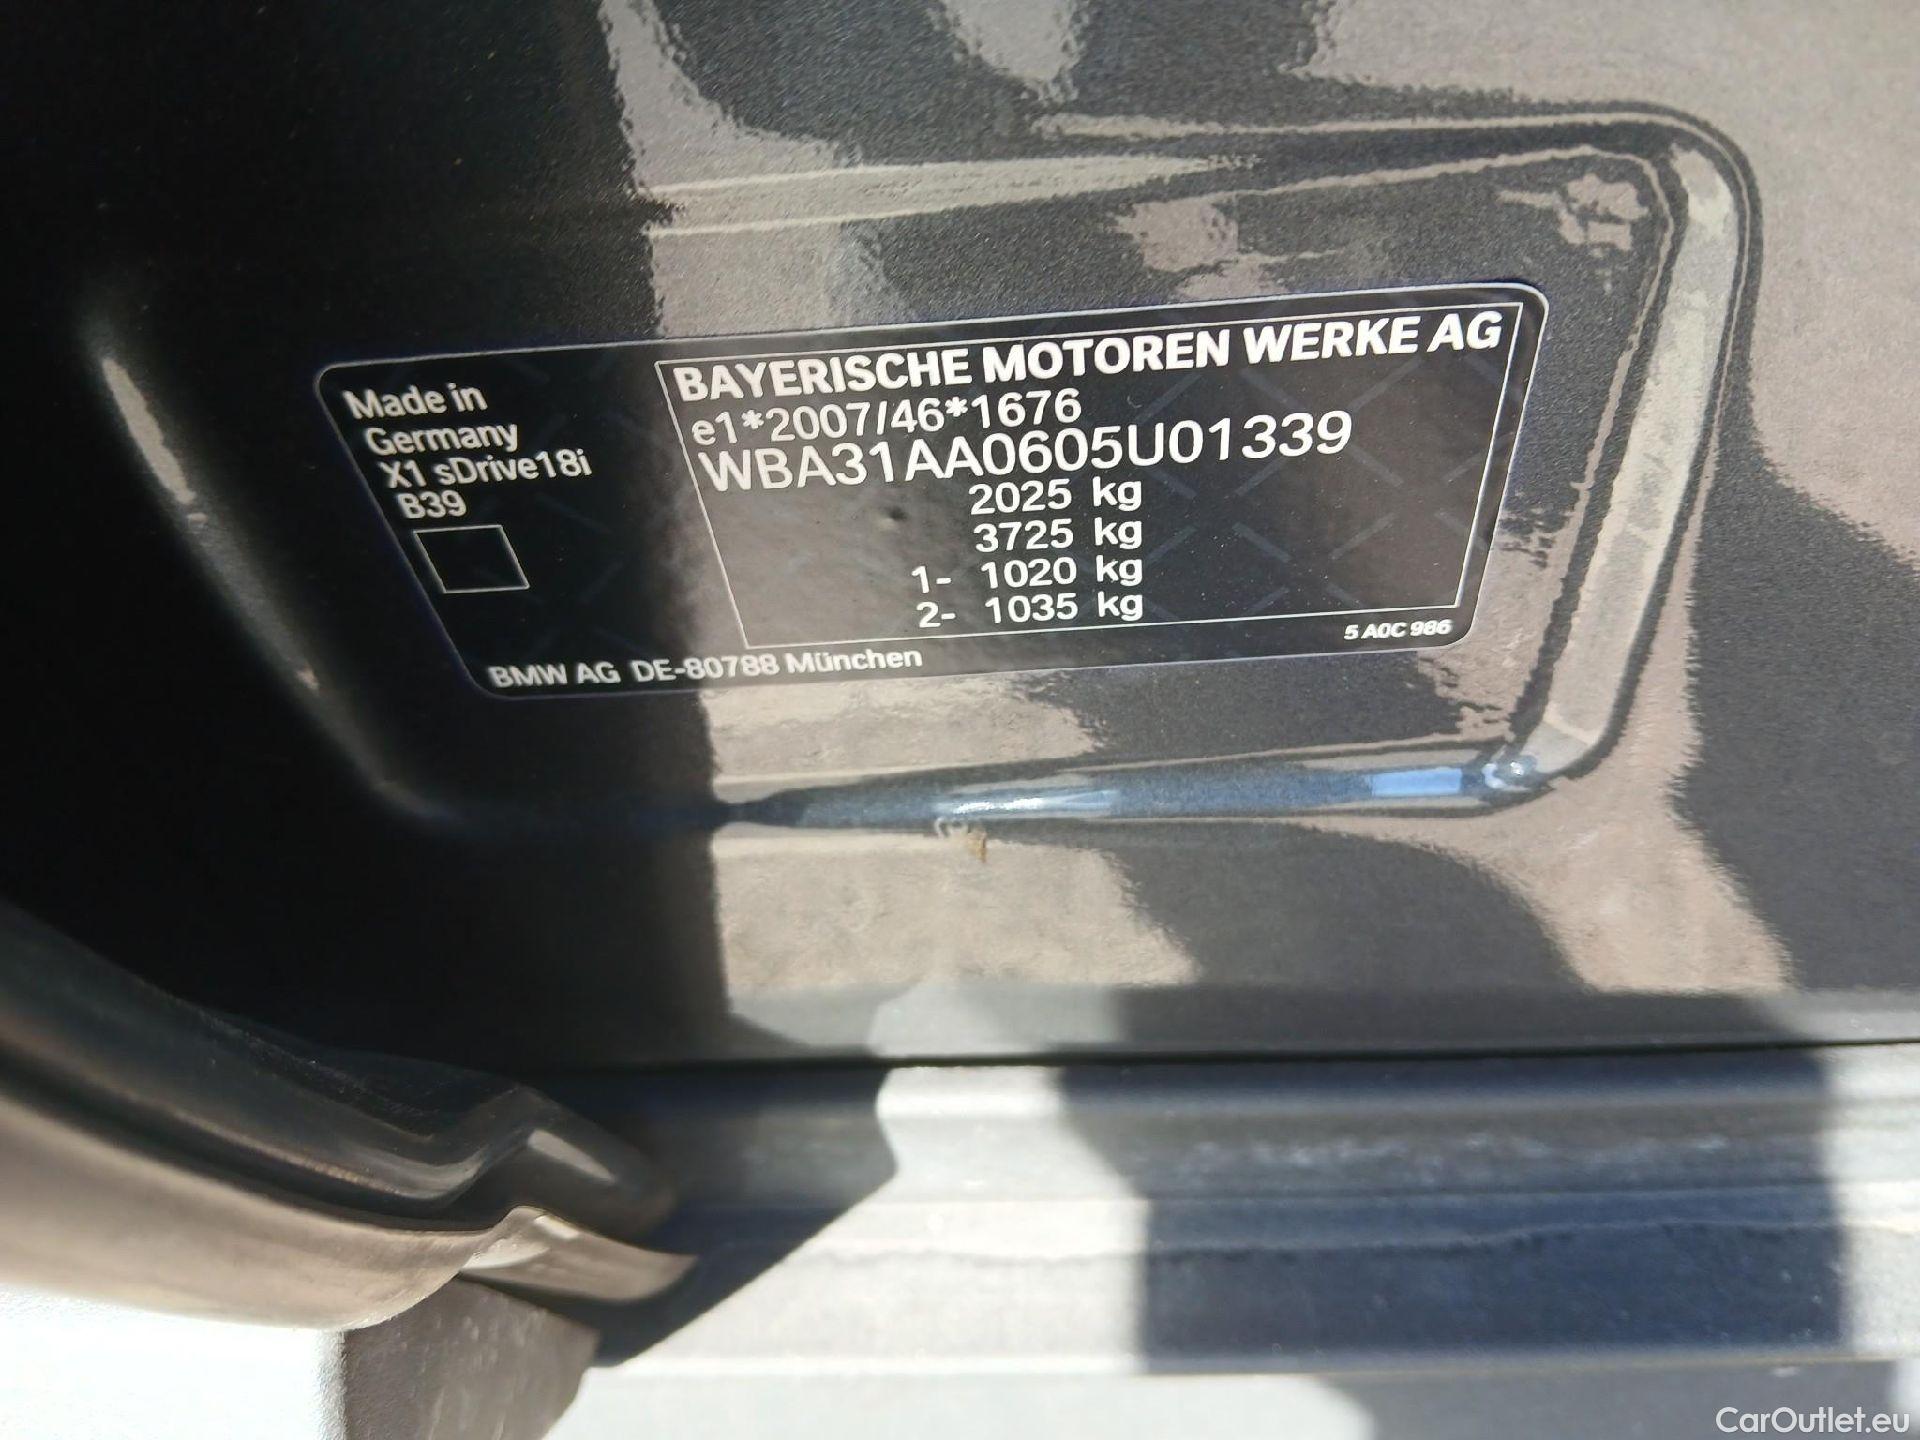 Made in
Germany
X1 sDrive18i
B39
BAYERISCHE MOTOREN WERKE AG
e1*2007/46*1676
WBA31AA0605U01339
2025 kg
3725 kg
1- 1020 kg
2- 1035 kg
5 A0C 986
BMW AG DE-80788 München
CarOutlet.eu